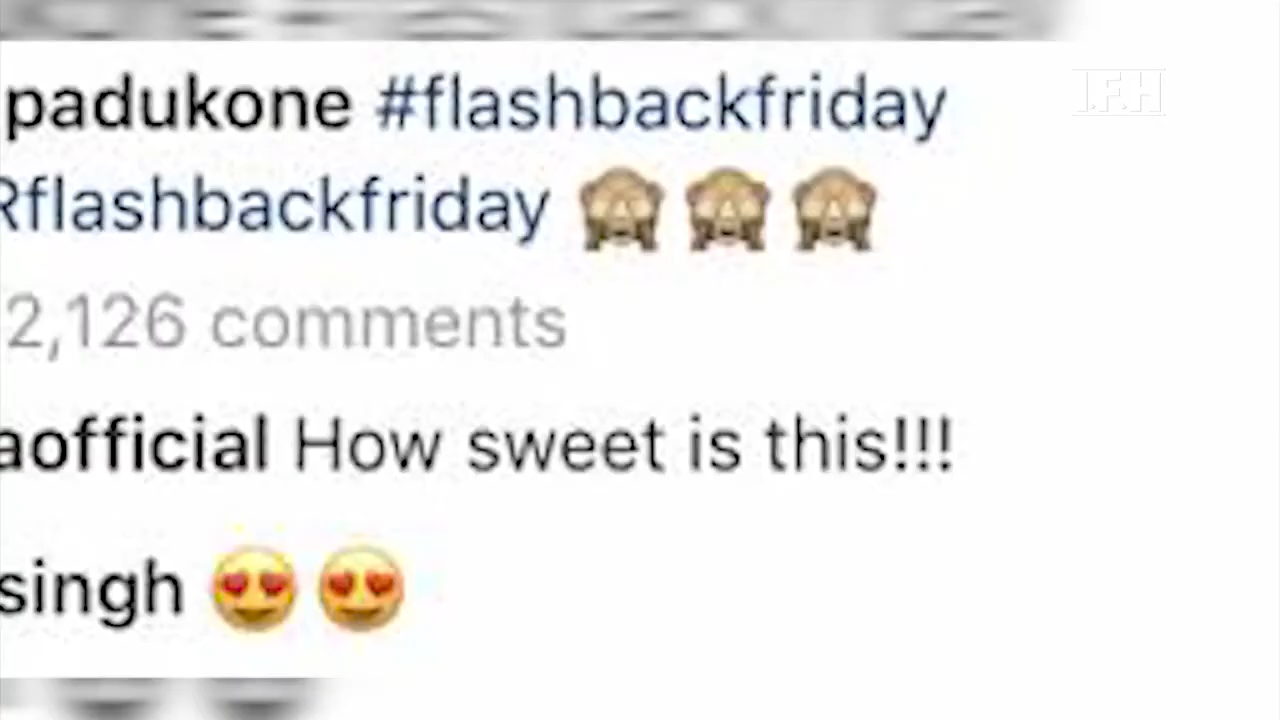 padukone #flashbackfriday
Rflashbackfriday 🙈 🙈 🙈
2,126 comments
aofficial How sweet is this!!!
singh 😍 😍
I.F.H